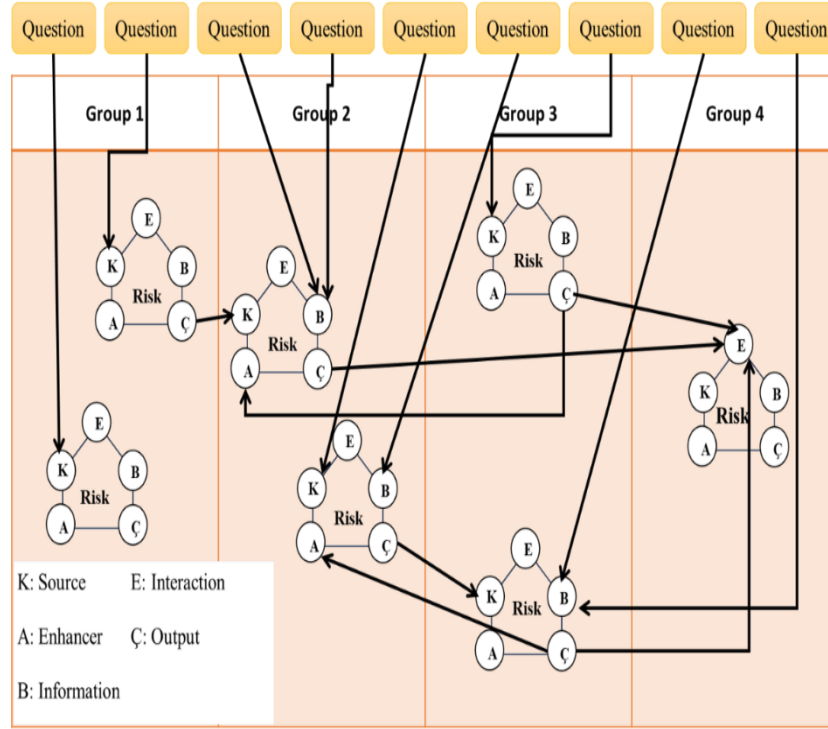 Question Question Question Question Question Question Question Question Question
Group 1 Group 2 Group 3 Group 4
E
K B
Risk
A Ç
E
K B
Risk
A Ç
E
K B
Risk
A Ç
E
K B
Risk
A Ç
E
K B
Risk
A Ç
E
K B
Risk
A Ç
E
K B
Risk
A Ç
K: Source E: Interaction
A: Enhancer Ç: Output
B: Information